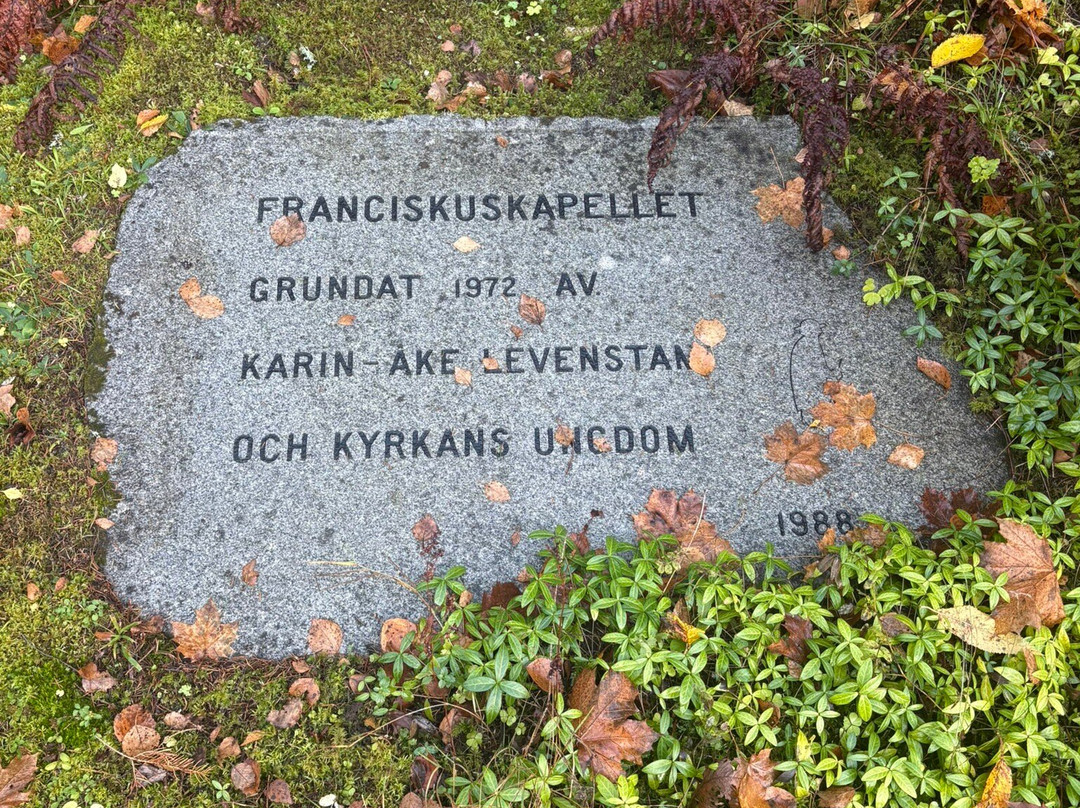 FRANCISKUSKAPELLET
GRUNDAT 1972 AV.
KARIN-ÅKE LEVENSTAM
OCH KYRKANS UNGDOM
1988